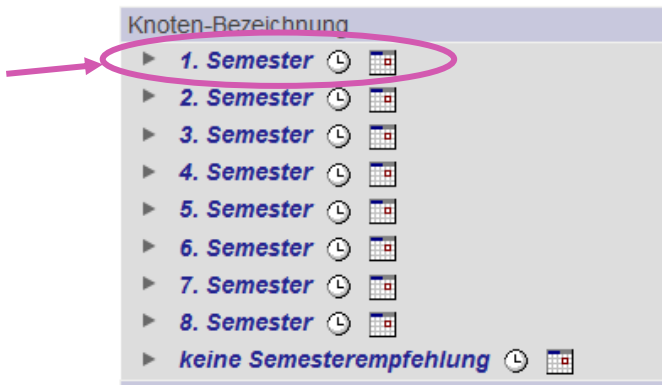 Knoten-Bezeichnung
1. Semester
2. Semester
3. Semester
4. Semester
5. Semester
6. Semester
7. Semester
8. Semester
keine Semesterempfehlung